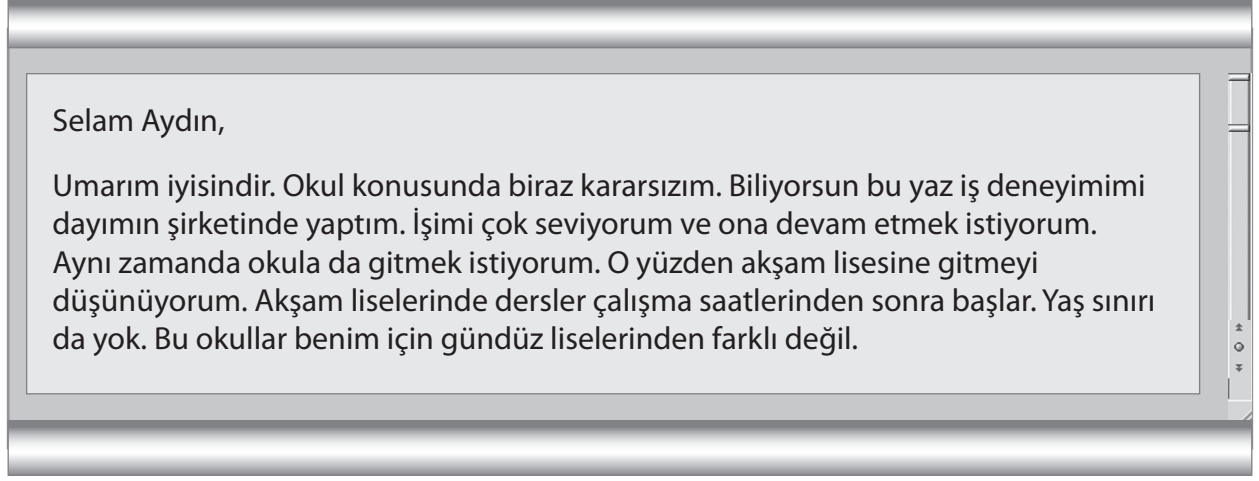 Selam Aydın,
Umarım iyisindir. Okul konusunda biraz kararsızım. Biliyorsun bu yaz iş deneyimimi
dayımın şirketinde yaptım. İşimi çok seviyorum ve ona devam etmek istiyorum.
Aynı zamanda okula da gitmek istiyorum. O yüzden akşam lisesine gitmeyi
düşünüyorum. Akşam liselerinde dersler çalışma saatlerinden sonra başlar. Yaş sınırı
da yok. Bu okullar benim için gündüz liselerinden farklı değil.